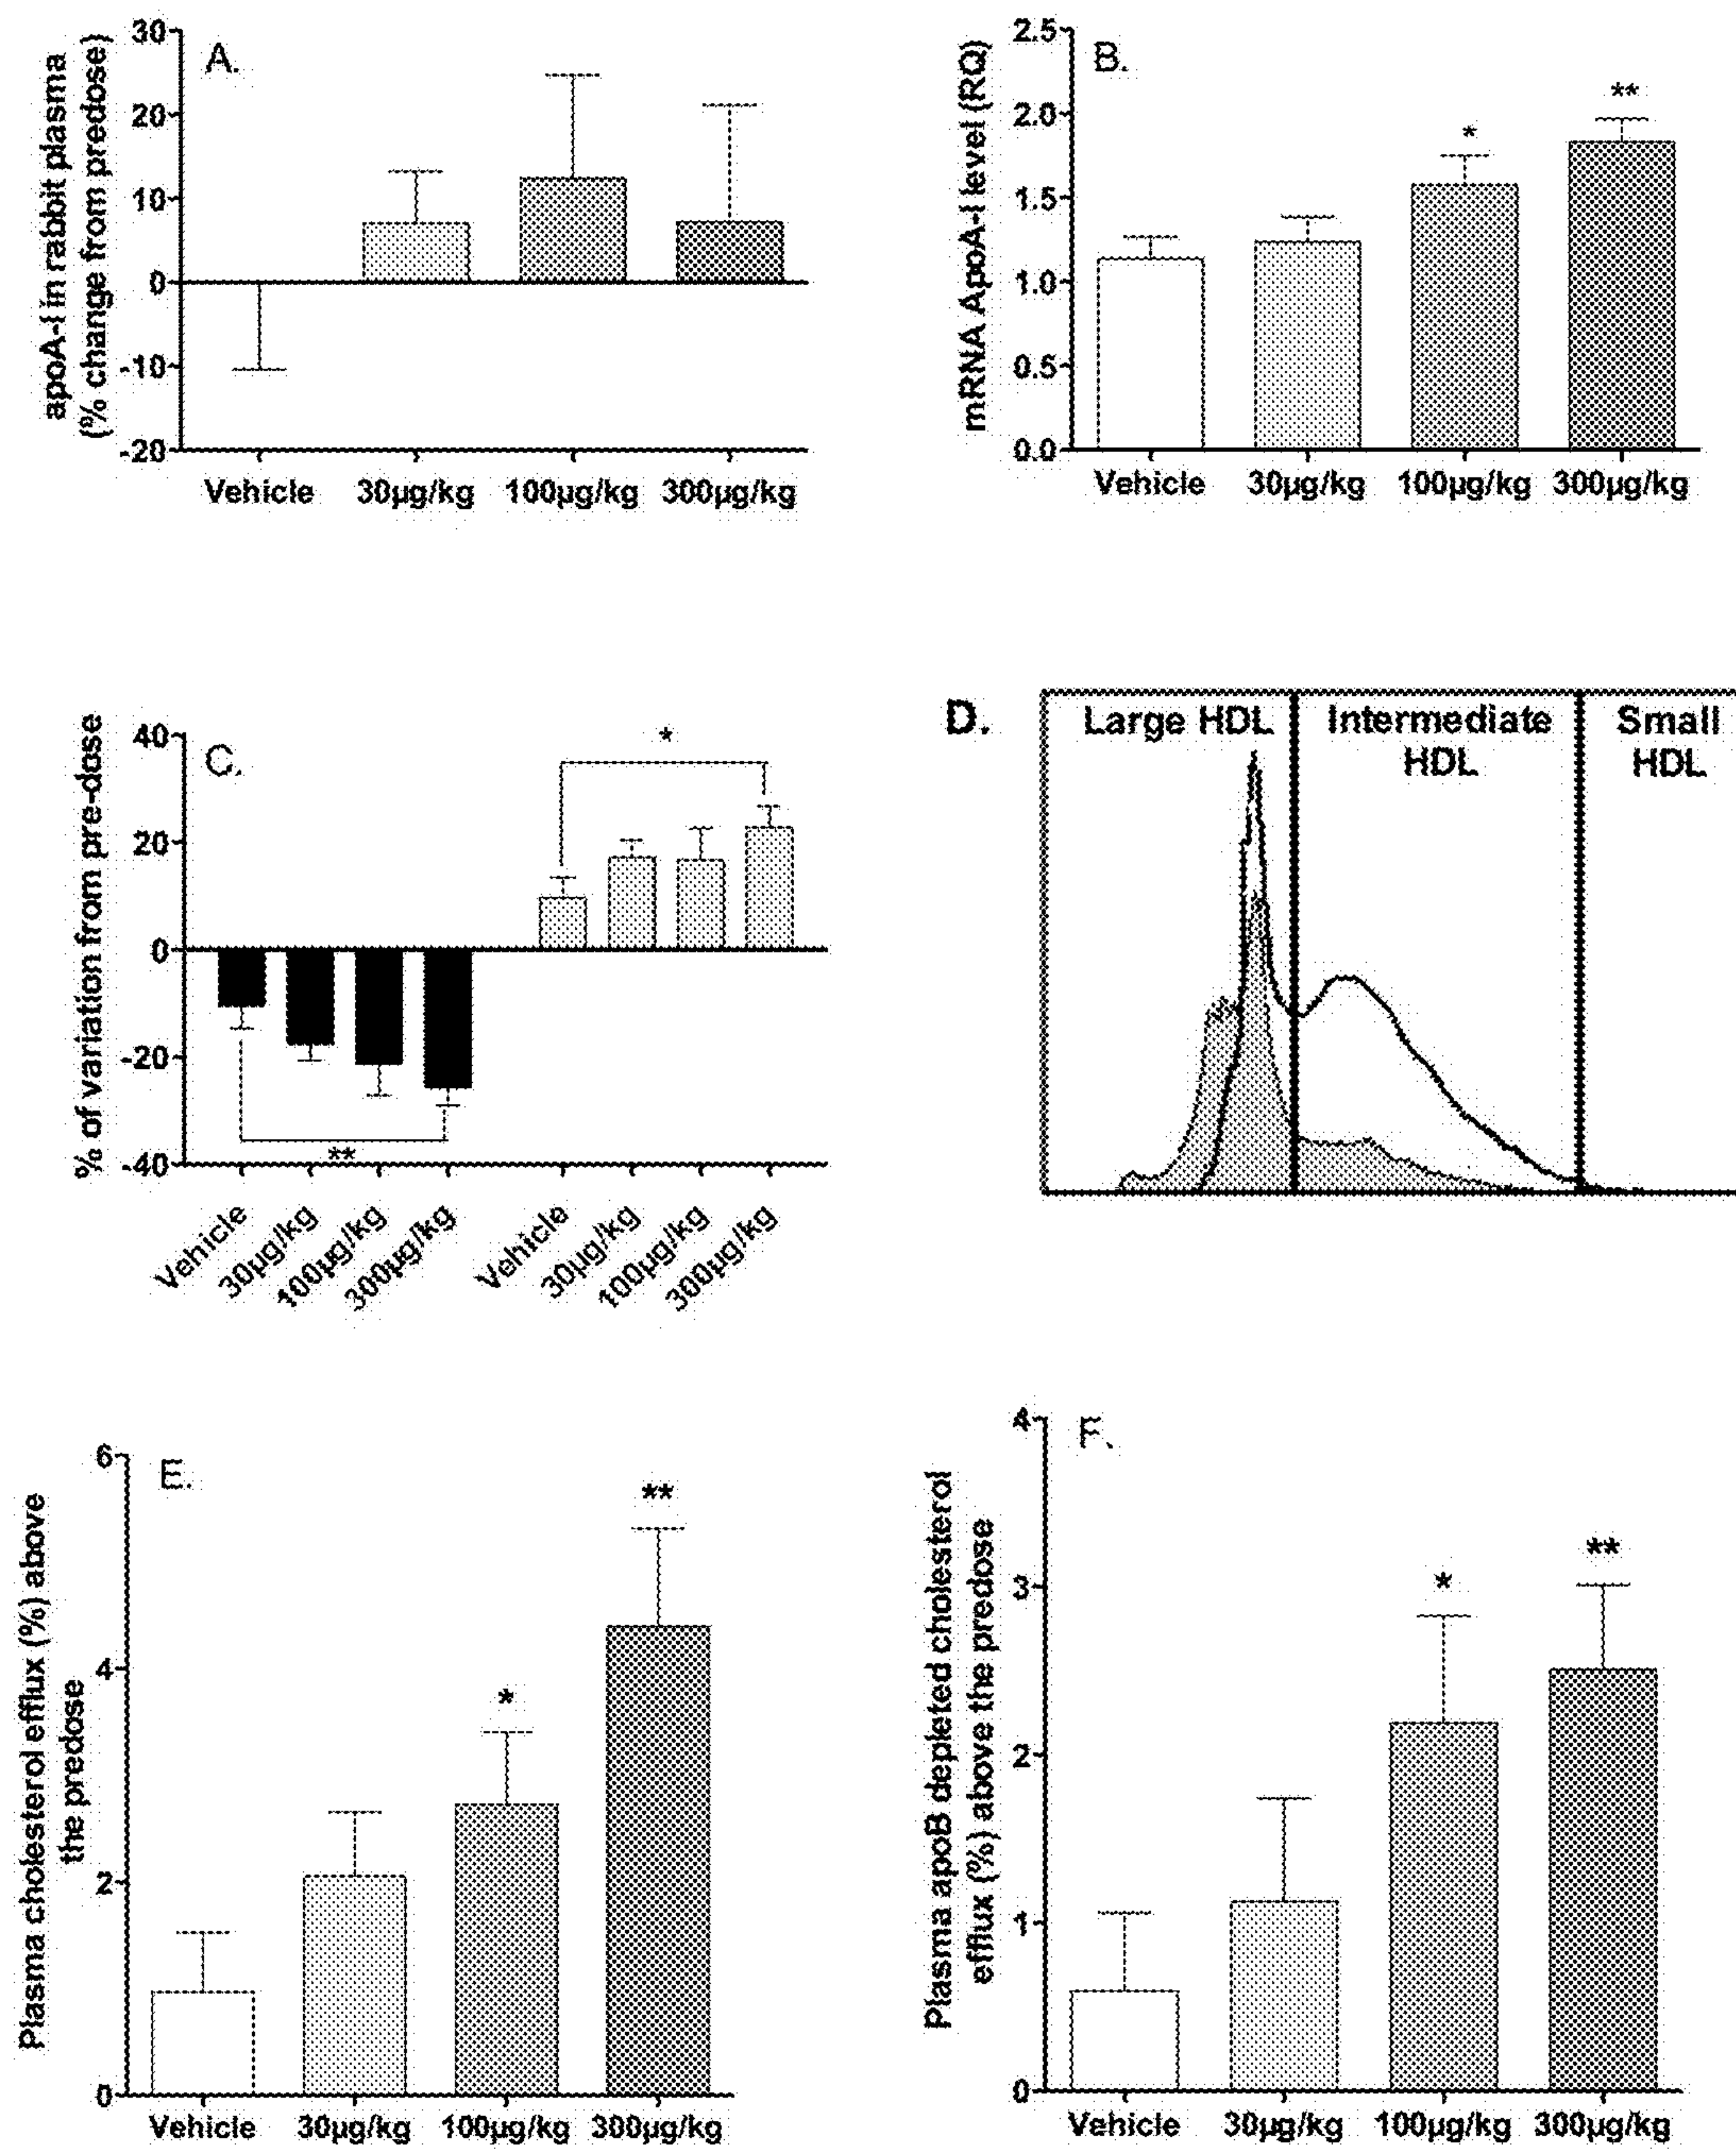 A.
apoA-I in rabbit plasma
(% change from predose)
30
20
10
0
-10
-20
Vehicle 30µg/kg 100µg/kg 300µg/kg
B.
mRNA ApoA-I level (RQ)
2.5
2.0
1.5
1.0
0.5
0.0
*
**
Vehicle 30µg/kg 100µg/kg 300µg/kg
C.
% of variation from pre-dose
40
20
0
-20
-40
*
**
Vehicle 30µg/kg 100µg/kg 300µg/kg Vehicle 30µg/kg 100µg/kg 300µg/kg
D.
Large HDL
Intermediate
HDL
Small
HDL
E.
Plasma cholesterol efflux (%) above
the predose
6
4
2
0
*
**
Vehicle 30µg/kg 100µg/kg 300µg/kg
F.
Plasma apoB depleted cholesterol
efflux (%) above the predose
4
3
2
1
0
*
**
Vehicle 30µg/kg 100µg/kg 300µg/kg